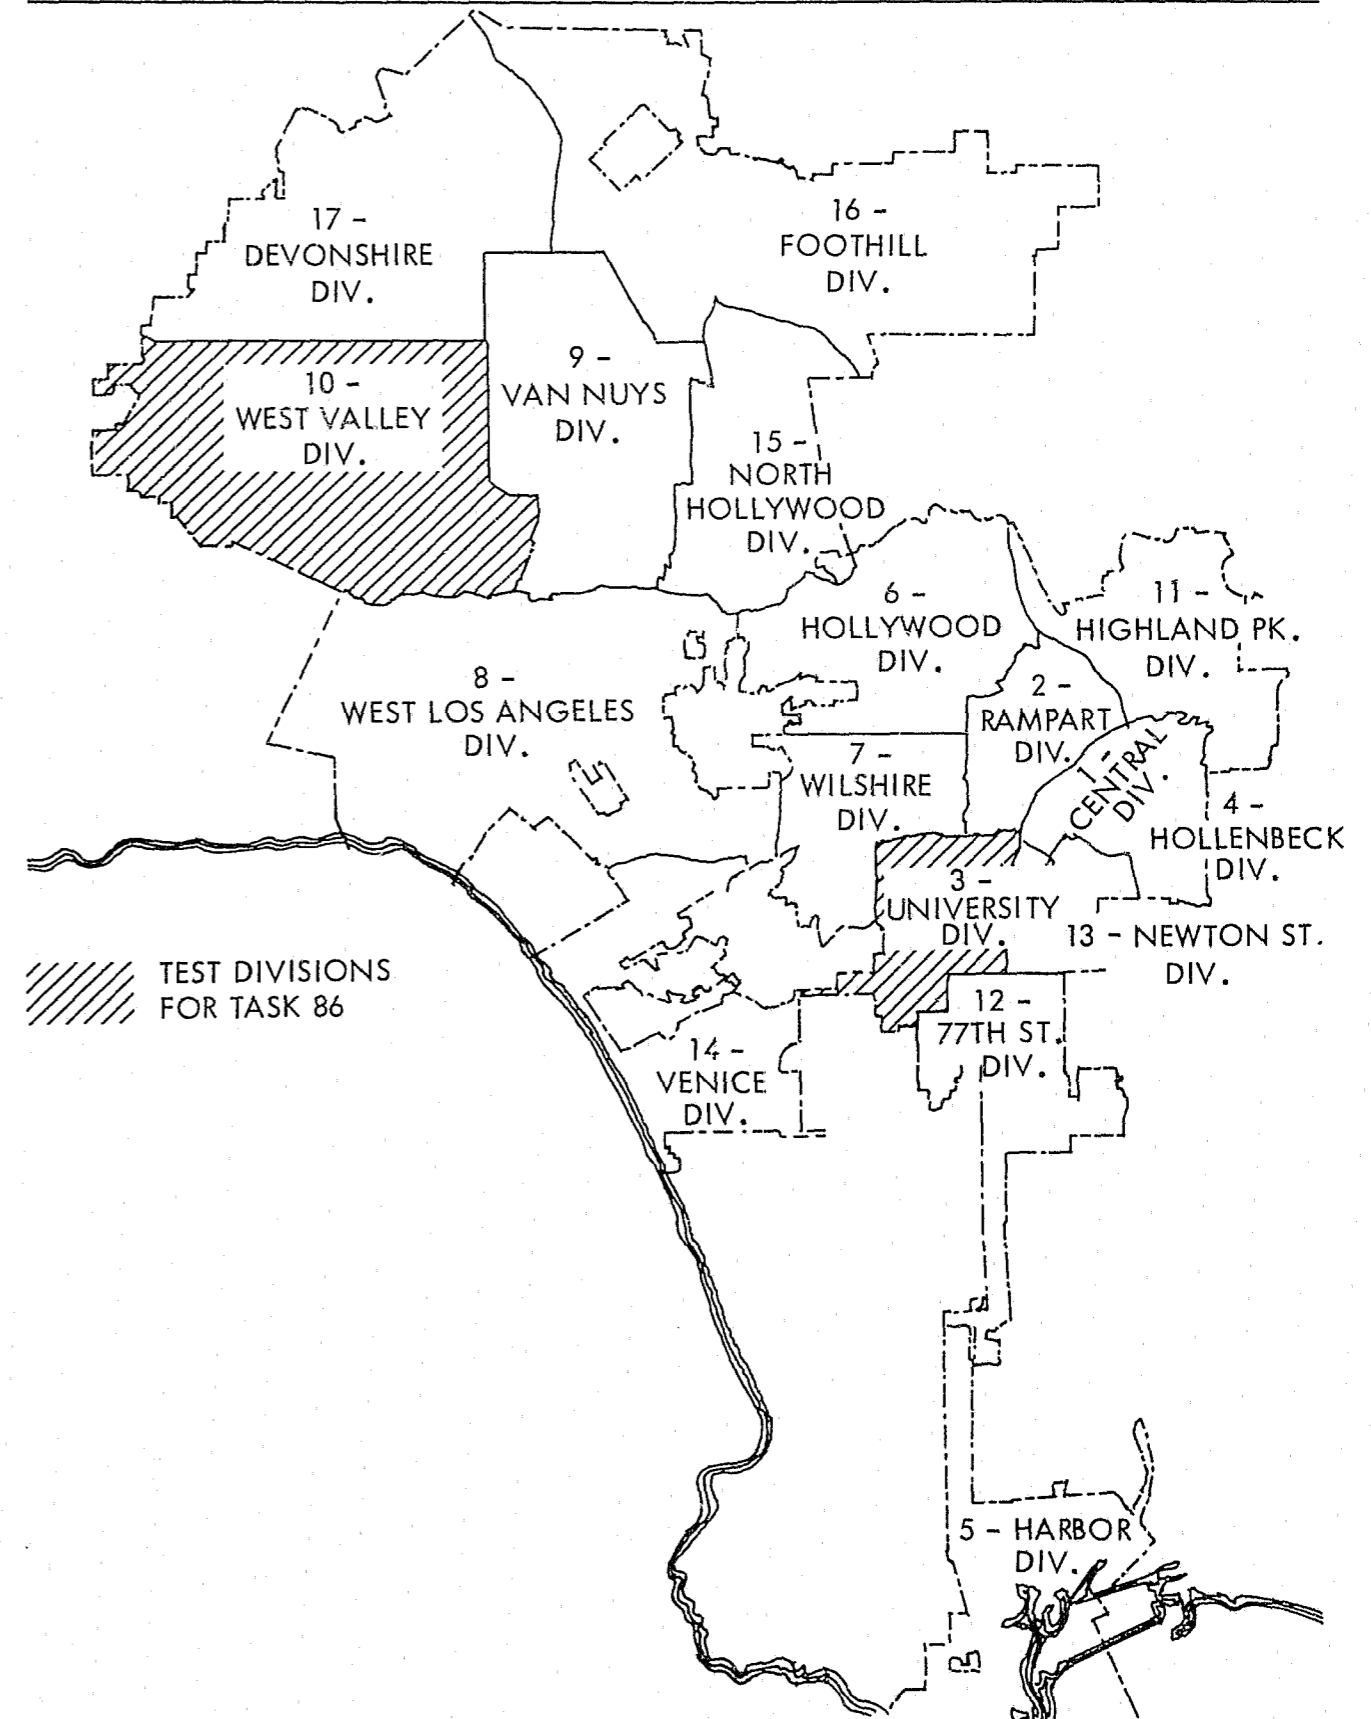 17 -
DEVONSHIRE
DIV.
16 -
FOOTHILL
DIV.
10 -
WEST VALLEY
DIV.
9 -
VAN NUYS
DIV.
15 -
NORTH
HOLLYWOOD
DIV.
6 -
HOLLYWOOD
DIV.
11 -
HIGHLAND PK.
DIV.
8 -
WEST LOS ANGELES
DIV.
2 -
RAMPART
DIV.
7 -
WILSHIRE
DIV.
1 -
CENTRAL
DIV.
4 -
HOLLENBECK
DIV.
3 -
UNIVERSITY
DIV.
13 - NEWTON ST.
DIV.
TEST DIVISIONS
FOR TASK 86
12 -
77TH ST.
DIV.
14 -
VENICE
DIV.
5 - HARBOR
DIV.